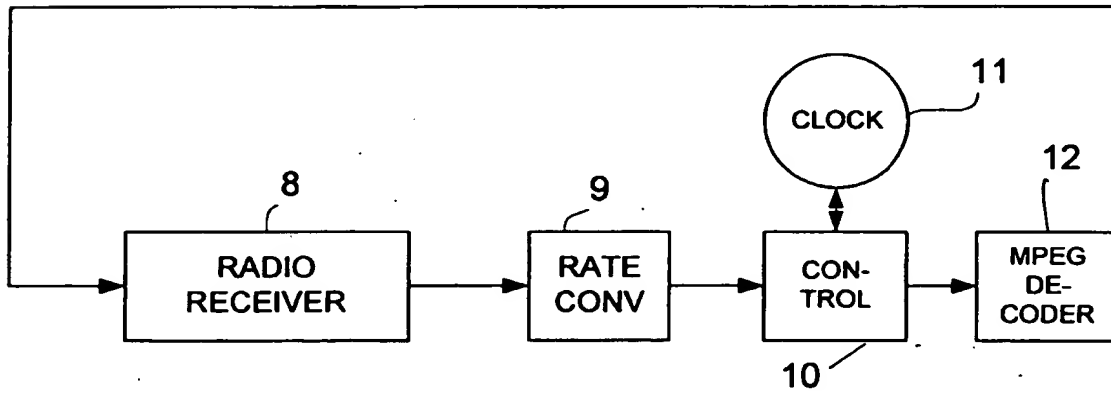 11
CLOCK
12
8
9
RADIO
RECEIVER
RATE
CONV
CON-
TROL
MPEG
DE-
CODER
10